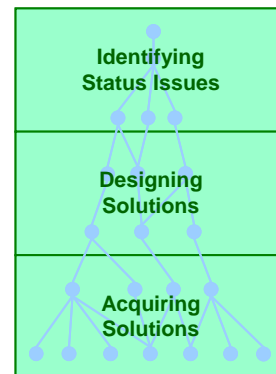 Identifying
Status Issues
Designing
Solutions
Acquiring
Solutions